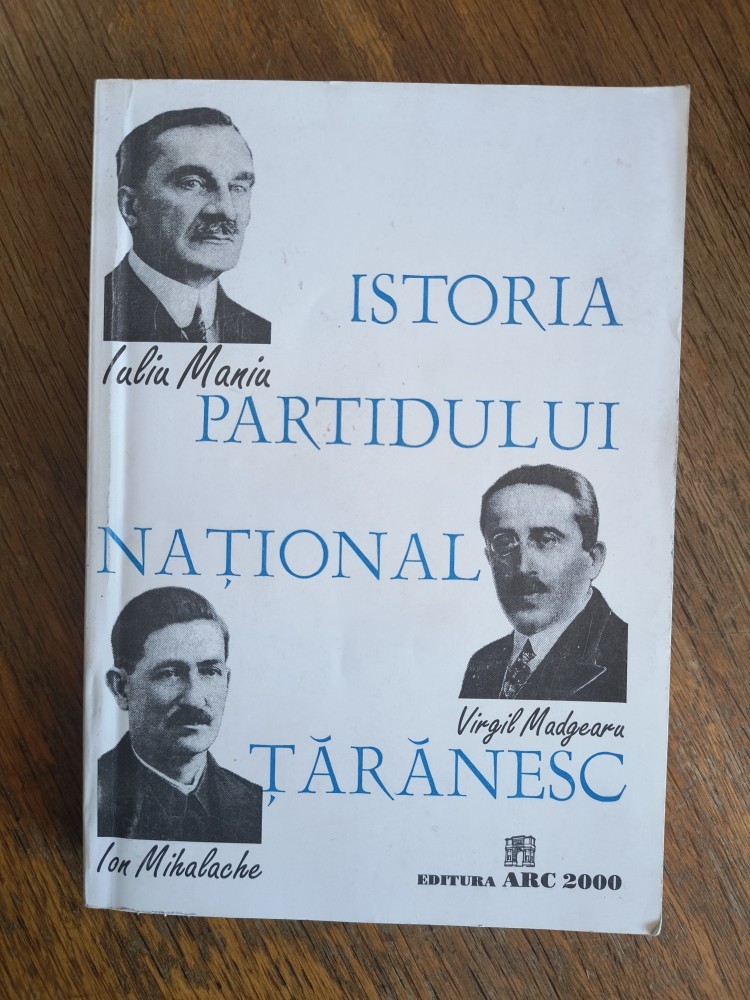 ISTORIA
Iuliu Maniu
PARTIDULUI
NAȚIONAL
Virgil Madgearu
ȚĂRĂNESC
Ion Mihalache
EDITURA ARC 2000